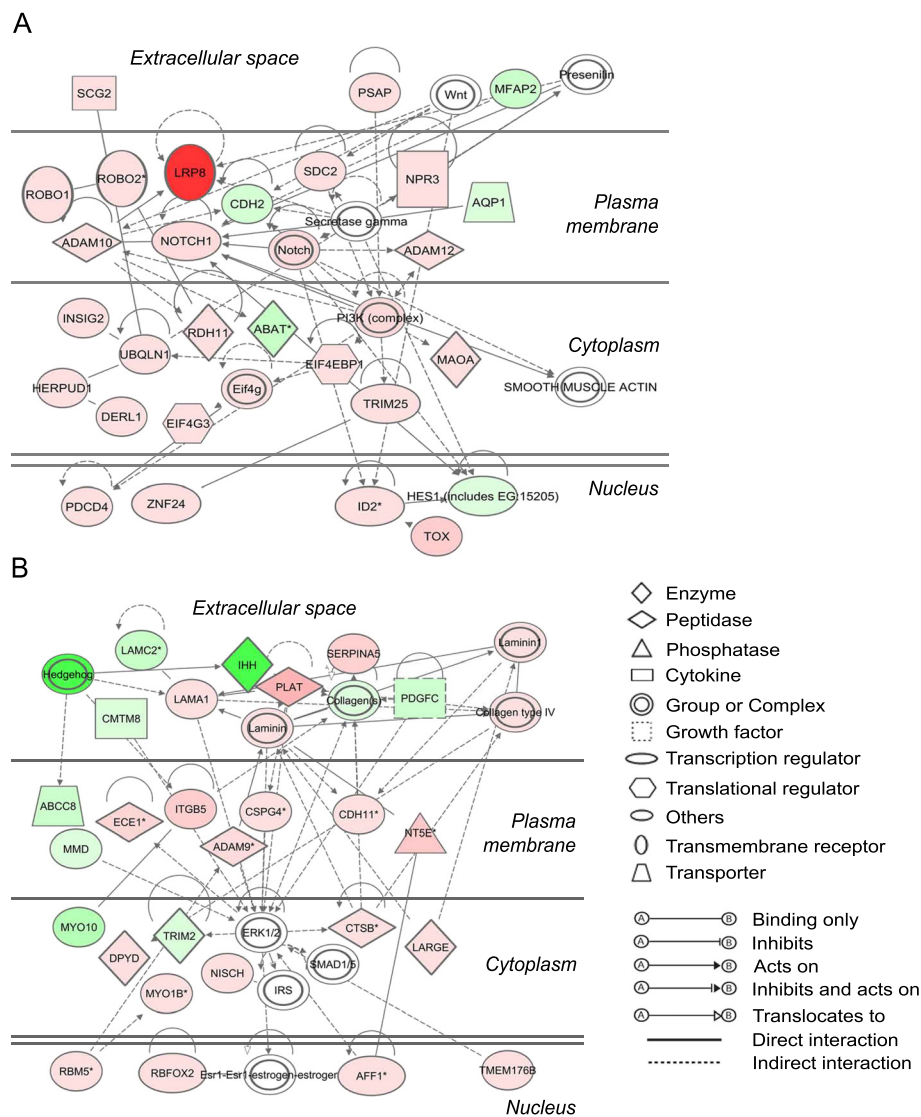 A
Extracellular space
SCG2
PSAP
Wnt
MFAP2
Presenilin
ROBO1
ROBO2*
LRP8
SDC2
NPR3
CDH2
AQP1
Secretase gamma
Plasma
membrane
ADAM10
NOTCH1
Notch
ADAM12
INSIG2
RDH11
ABAT*
PI3K (complex)
Cytoplasm
UBQLN1
EIF4EBP1
MAOA
HERPUD1
Eif4g
SMOOTH MUSCLE ACTIN
DERL1
EIF4G3
TRIM25
Nucleus
PDCD4
ZNF24
ID2*
HES1 (includes EG:15205)
TOX
B
Extracellular space
LAMC2*
Hedgehog
IHH
SERPINA5
Laminin1
LAMA1
PLAT
Collagen(s)
PDGFC
Collagen type IV
CMTM8
Laminin
ABCC8
ECE1*
ITGB5
CSPG4*
CDH11*
NT5E*
Plasma
membrane
MMD
ADAM9*
MYO10
TRIM2
ERK1/2
CTSB*
LARGE
DPYD
NISCH
SMAD1/5
Cytoplasm
MYO1B*
IRS
RBM5*
RBFOX2
Esr1-Esr1-estrogen-estrogen
AFF1*
TMEM176B
Nucleus
Enzyme
Peptidase
Phosphatase
Cytokine
Group or Complex
Growth factor
Transcription regulator
Translational regulator
Others
Transmembrane receptor
Transporter
A B Binding only
A B Inhibits
A B Acts on
A B Inhibits and acts on
A B Translocates to
Direct interaction
Indirect interaction